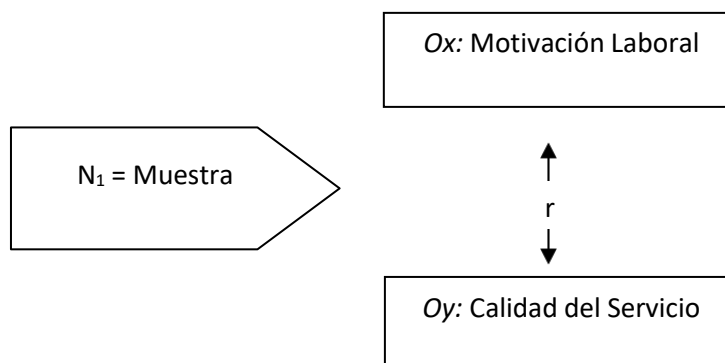 Ox: Motivación Laboral
N₁ = Muestra
r
Oy: Calidad del Servicio